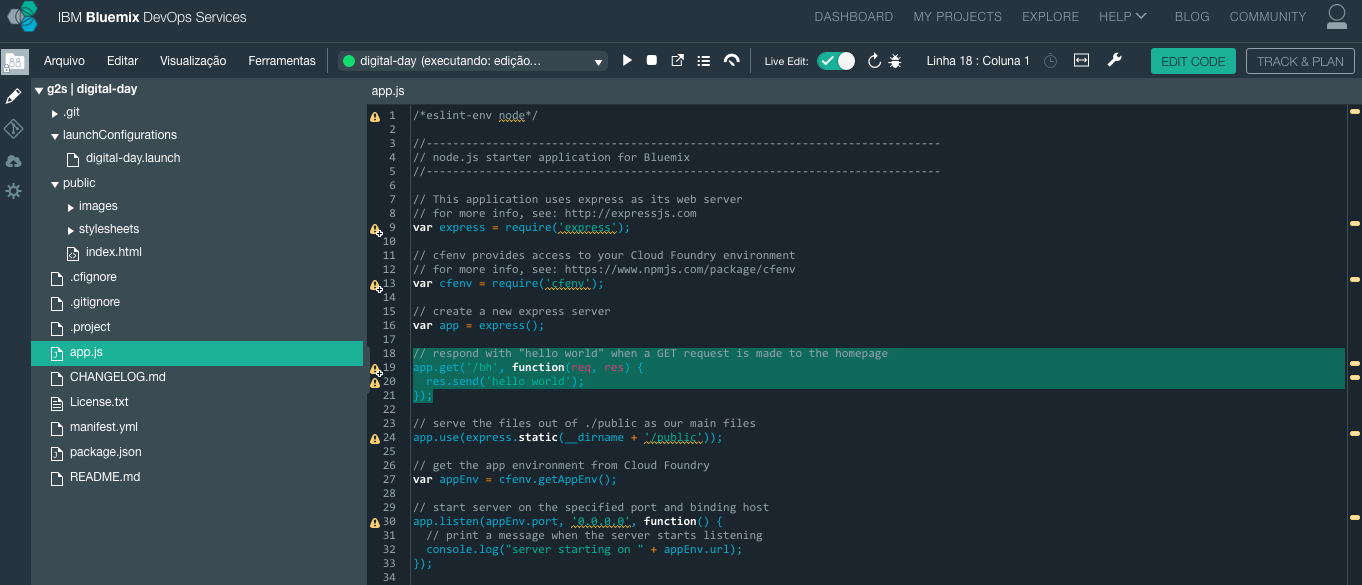 IBM Bluemix DevOps Services
DASHBOARD MY PROJECTS EXPLORE HELP BLOG COMMUNITY
Arquivo Editar Visualização Ferramentas digital-day (executando: edição... Live Edit: Linha 18 : Coluna 1 EDIT CODE TRACK & PLAN
g2s | digital-day
.git
launchConfigurations
digital-day.launch
public
images
stylesheets
index.html
.cfignore
.gitignore
.project
app.js
CHANGELOG.md
License.txt
manifest.yml
package.json
README.md
app.js
1 /*eslint-env node*/
2
3 //------------------------------------------------------------------------------
4 // node.js starter application for Bluemix
5 //------------------------------------------------------------------------------
6
7 // This application uses express as its web server
8 // for more info, see: http://expressjs.com
9 var express = require('express');
10
11 // cfenv provides access to your Cloud Foundry environment
12 // for more info, see: https://www.npmjs.com/package/cfenv
13 var cfenv = require('cfenv');
14
15 // create a new express server
16 var app = express();
17
18 // respond with "hello world" when a GET request is made to the homepage
19 app.get('/bh', function(req, res) {
20   res.send('hello world');
21 });
22
23 // serve the files out of ./public as our main files
24 app.use(express.static(__dirname + '/public'));
25
26 // get the app environment from Cloud Foundry
27 var appEnv = cfenv.getAppEnv();
28
29 // start server on the specified port and binding host
30 app.listen(appEnv.port, '0.0.0.0', function() {
31   // print a message when the server starts listening
32   console.log("server starting on " + appEnv.url);
33 });
34